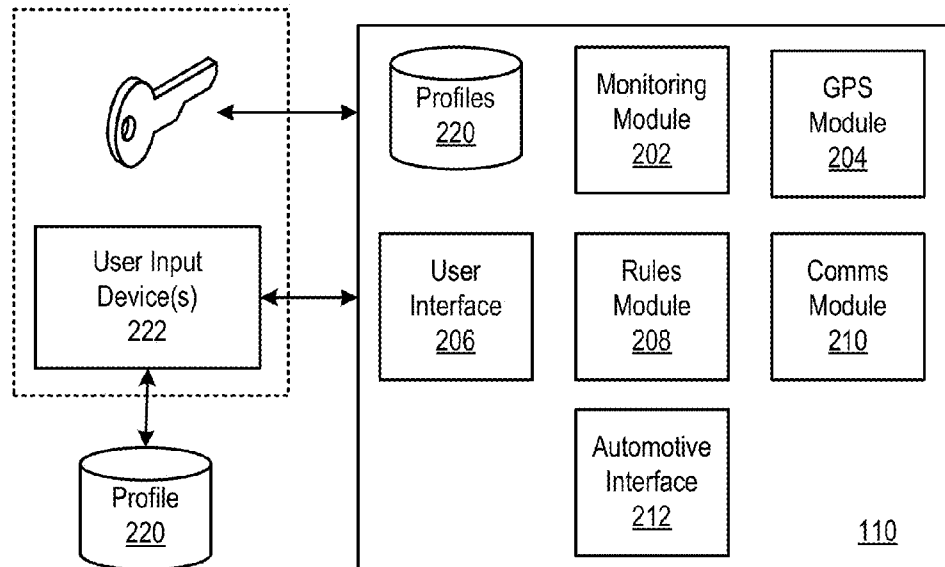 Profiles
220
Monitoring
Module
202
GPS
Module
204
User Input
Device(s)
222
User
Interface
206
Rules
Module
208
Comms
Module
210
Profile
220
Automotive
Interface
212
110